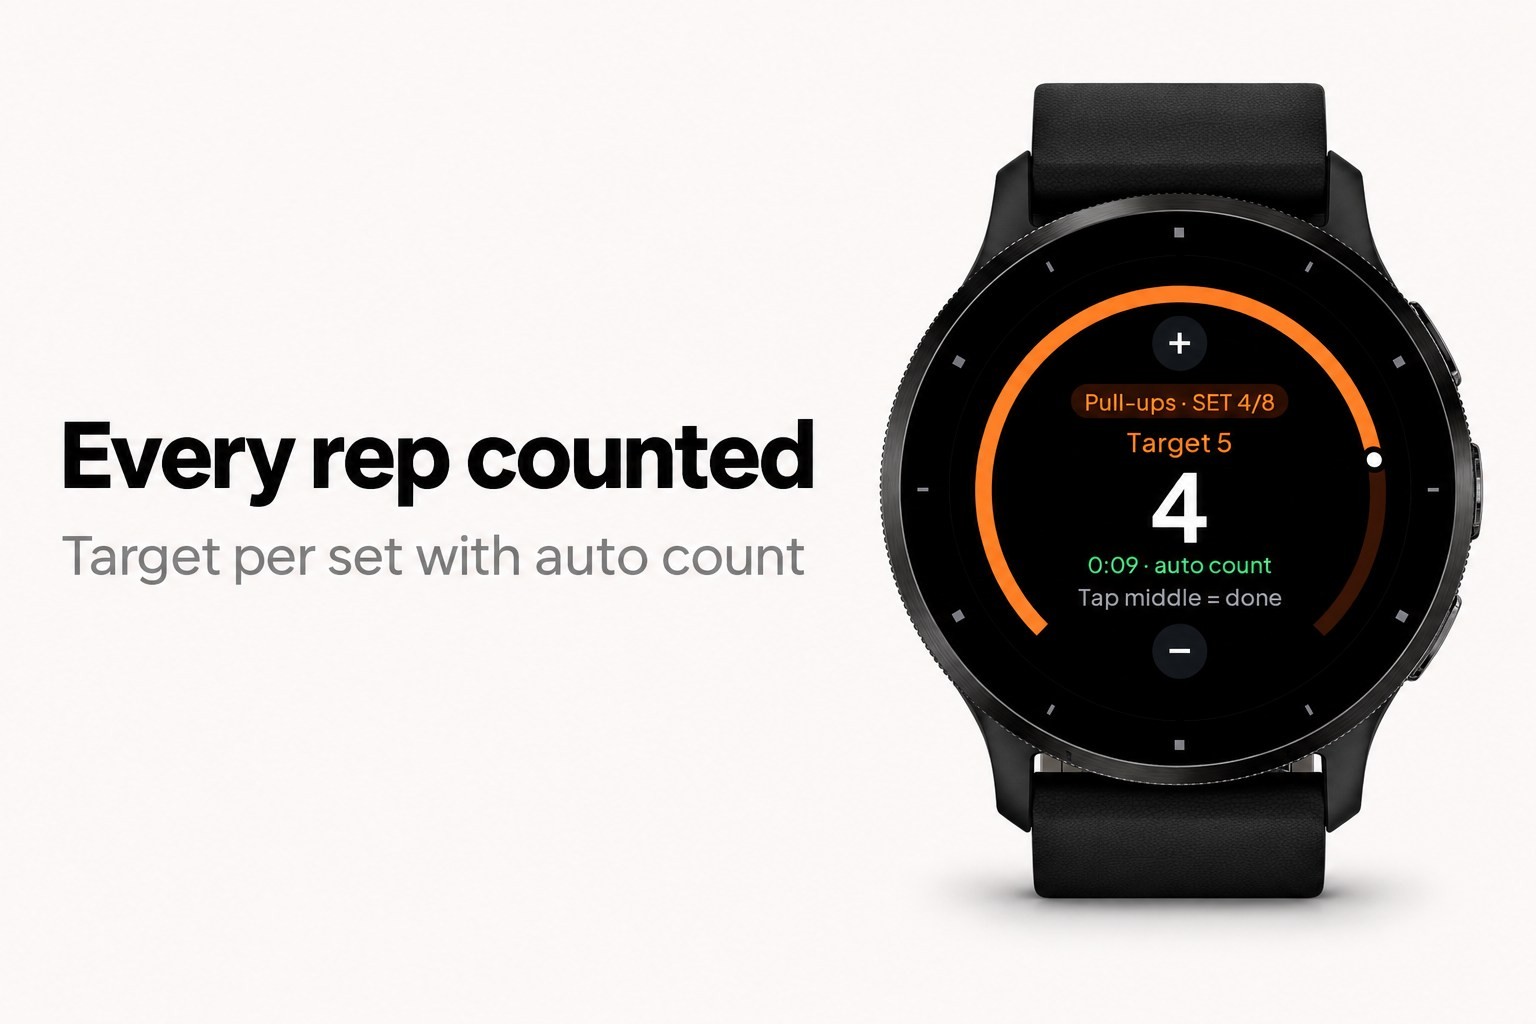 Every rep counted
Target per set with auto count
+
Pull-ups · SET 4/8
Target 5
4
0:09 · auto count
Tap middle = done
−